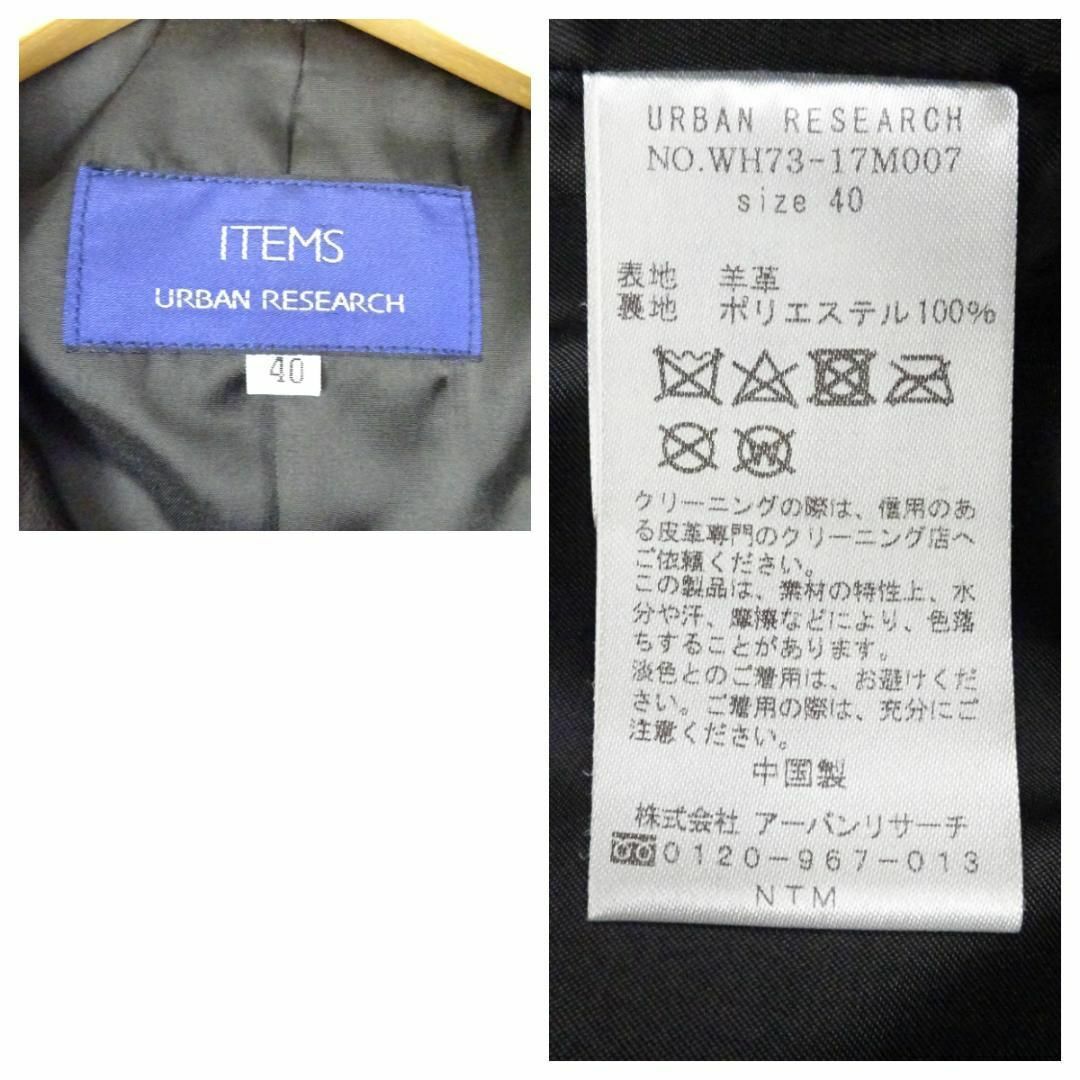 ITEMS
URBAN RESEARCH
40
URBAN RESEARCH
NO.WH73-17M007
size 40
表地 羊革
裏地 ポリエステル100%
W
クリーニングの際は、信用のあ
る皮革専門のクリーニング店へ
ご依頼ください。
この製品は、素材の特性上、水
分や汗、摩擦などにより、色落
ちすることがあります。
淡色とのご着用は、お避けくだ
さい。ご着用の際は、充分にご
注意ください。
中国製
株式会社 アーバンリサーチ
0120-967-013
NTM